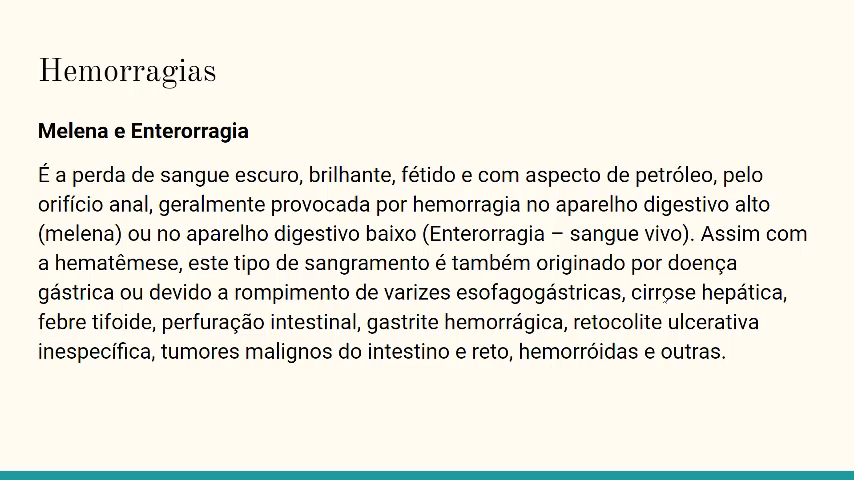 Hemorragias
Melena e Enterorragia
É a perda de sangue escuro, brilhante, fétido e com aspecto de petróleo, pelo
orifício anal, geralmente provocada por hemorragia no aparelho digestivo alto
(melena) ou no aparelho digestivo baixo (Enterorragia – sangue vivo). Assim com
a hematêmese, este tipo de sangramento é também originado por doença
gástrica ou devido a rompimento de varizes esofagogástricas, cirrose hepática,
febre tifoide, perfuração intestinal, gastrite hemorrágica, retocolite ulcerativa
inespecífica, tumores malignos do intestino e reto, hemorróidas e outras.